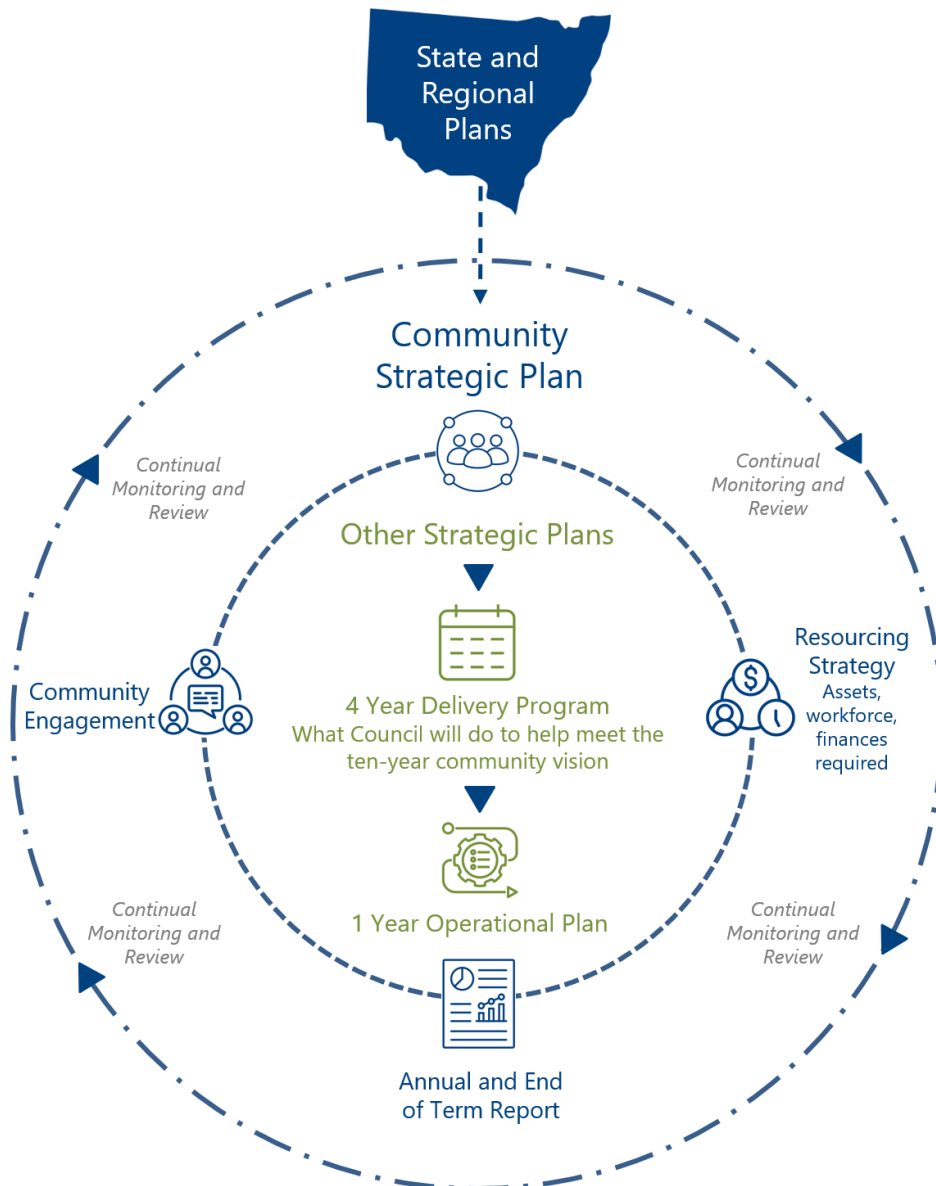 State and
Regional
Plans
Community
Strategic Plan
Continual
Monitoring and
Review
Continual
Monitoring and
Review
Other Strategic Plans
Community
Engagement
4 Year Delivery Program
What Council will do to help meet the
ten-year community vision
$
Resourcing
Strategy
Assets,
workforce,
finances
required
1 Year Operational Plan
Continual
Monitoring and
Review
Continual
Monitoring and
Review
Annual and End
of Term Report